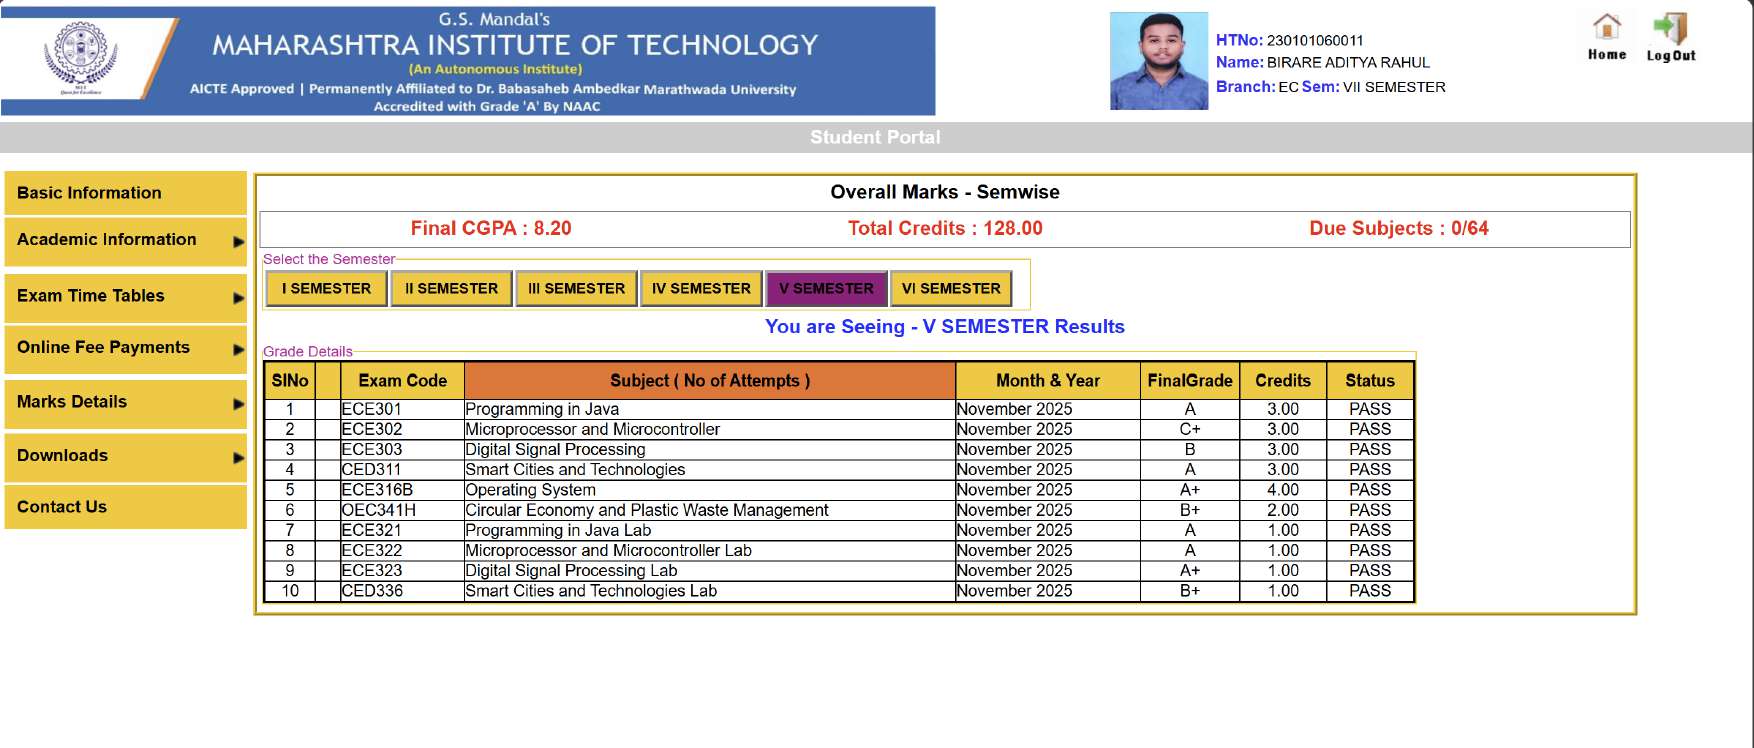 G.S. Mandal's
MAHARASHTRA INSTITUTE OF TECHNOLOGY
(An Autonomous Institute)
AICTE Approved | Permanently Affiliated to Dr. Babasaheb Ambedkar Marathwada University
Accredited with Grade 'A' By NAAC
HTNo: 230101060011
Name: BIRARE ADITYA RAHUL
Branch: EC Sem: VII SEMESTER
Home
LogOut
Student Portal
Basic Information
Academic Information
Exam Time Tables
Online Fee Payments
Marks Details
Downloads
Contact Us
Overall Marks - Semwise
Final CGPA : 8.20 Total Credits : 128.00 Due Subjects : 0/64
Select the Semester
I SEMESTER II SEMESTER III SEMESTER IV SEMESTER V SEMESTER VI SEMESTER
You are Seeing - V SEMESTER Results
Grade Details
SlNo Exam Code Subject ( No of Attempts ) Month & Year FinalGrade Credits Status
1 ECE301 Programming in Java November 2025 A 3.00 PASS
2 ECE302 Microprocessor and Microcontroller November 2025 C+ 3.00 PASS
3 ECE303 Digital Signal Processing November 2025 B 3.00 PASS
4 CED311 Smart Cities and Technologies November 2025 A 3.00 PASS
5 ECE316B Operating System November 2025 A+ 4.00 PASS
6 OEC341H Circular Economy and Plastic Waste Management November 2025 B+ 2.00 PASS
7 ECE321 Programming in Java Lab November 2025 A 1.00 PASS
8 ECE322 Microprocessor and Microcontroller Lab November 2025 A 1.00 PASS
9 ECE323 Digital Signal Processing Lab November 2025 A+ 1.00 PASS
10 CED336 Smart Cities and Technologies Lab November 2025 B+ 1.00 PASS